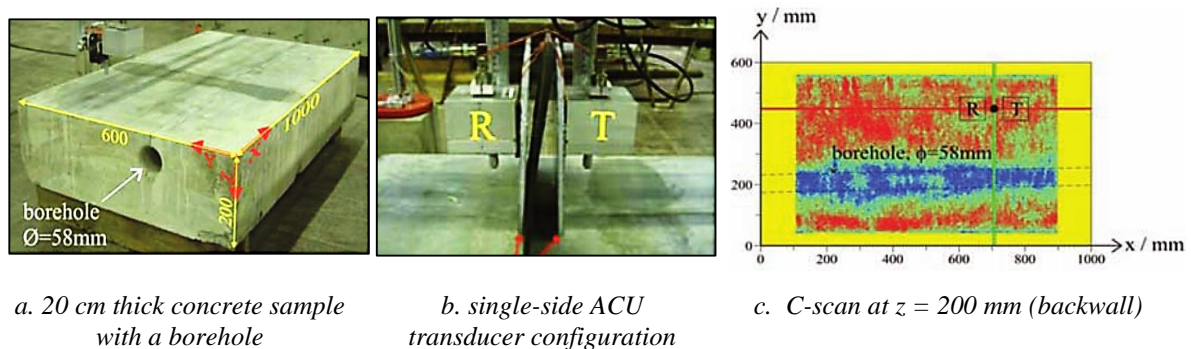 600
1000
200
borehole
Ø=58mm
R
T
y / mm
600
400
200
0
R
T
borehole, ϕ=58mm
0
200
400
600
800
1000
x / mm
a. 20 cm thick concrete sample
with a borehole
b. single-side ACU
transducer configuration
c. C-scan at z = 200 mm (backwall)